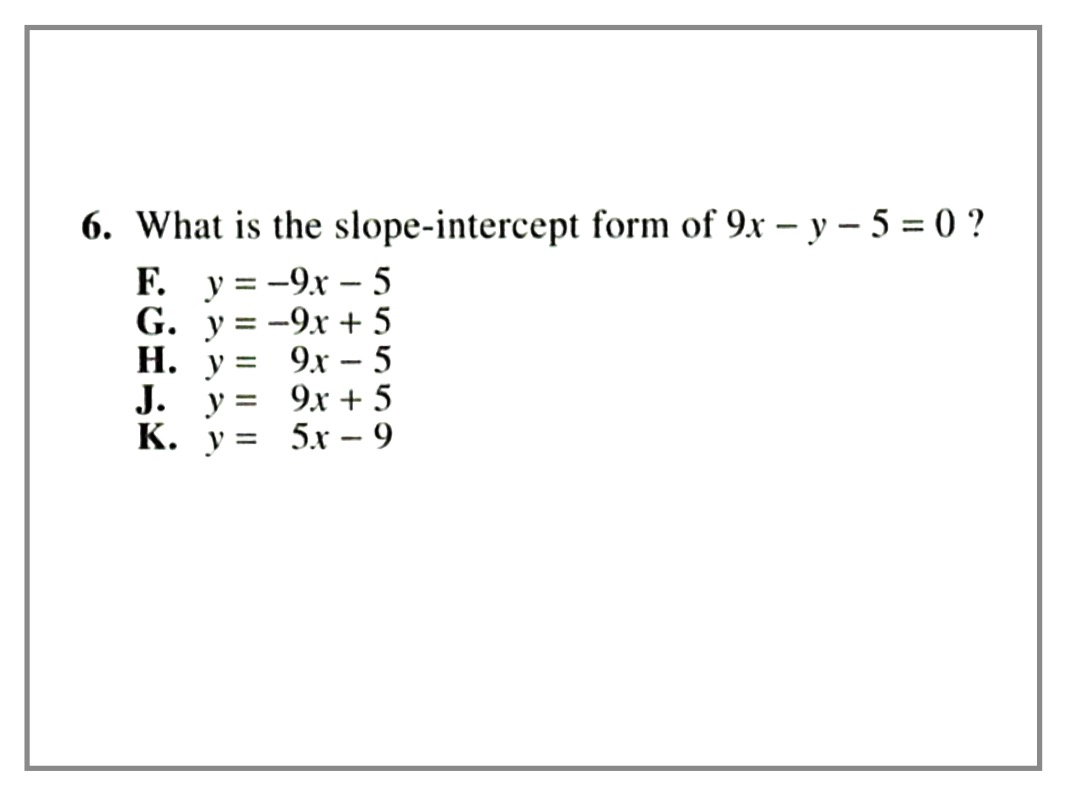 6. What is the slope-intercept form of 9x – y – 5 = 0 ?
F. y = –9x – 5
G. y = –9x + 5
H. y = 9x – 5
J. y = 9x + 5
K. y = 5x – 9